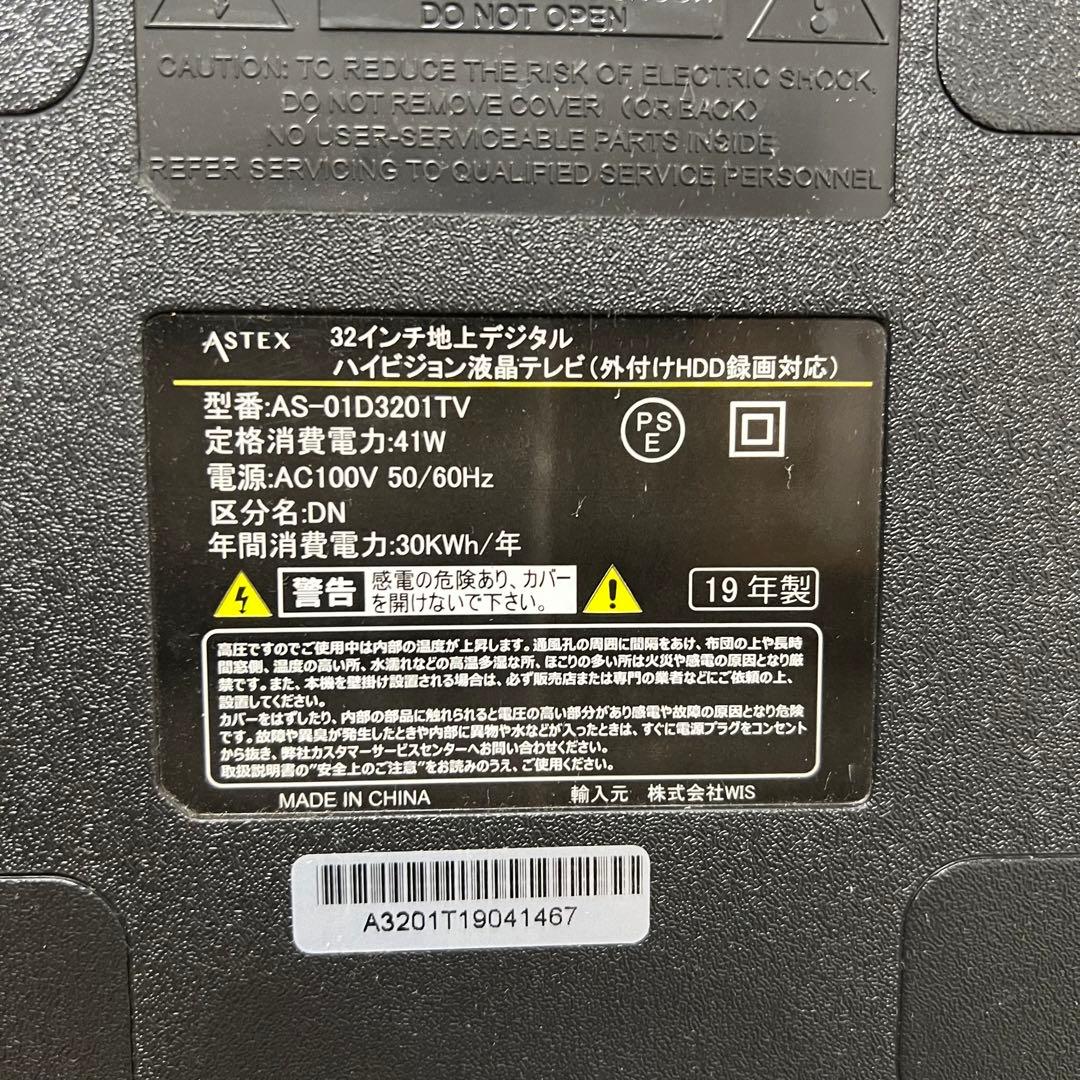 DO NOT OPEN
CAUTION: TO REDUCE THE RISK OF ELECTRIC SHOCK,
DO NOT REMOVE COVER (OR BACK)
NO USER-SERVICEABLE PARTS INSIDE
REFER SERVICING TO QUALIFIED SERVICE PERSONNEL
ASTEX 32インチ地上デジタル
ハイビジョン液晶テレビ(外付けHDD録画対応)
型番:AS-01D3201TV
定格消費電力:41W
電源:AC100V 50/60Hz
区分名:DN
年間消費電力:30KWh/年
PS
E
警告 感電の危険あり、カバー
を開けないで下さい。
19年製
高圧ですのでご使用中は内部の温度が上昇します。通風孔の周囲に間隔をあけ、布団の上や長時
間窓側、温度の高い所、水濡れなどの高温多湿な所、ほこりの多い所は火災や感電の原因となり厳
禁です。また、本機を壁掛け設置される場合は、必ず販売店または専門の業者などにご依頼の上、
設置してください。
カバーをはずしたり、内部の部品に触れられると電圧の高い部分があり感電や故障の原因となり危険
です。故障や異臭が発生したときや内部に異物や水などが入ったときは、すぐに電源プラグをコンセント
から抜き、弊社カスタマーサービスセンターへお問い合わせください。
取扱説明書の"安全上のご注意"をお読みのうえ、ご使用ください。
MADE IN CHINA 輸入元 株式会社WIS
A3201T19041467